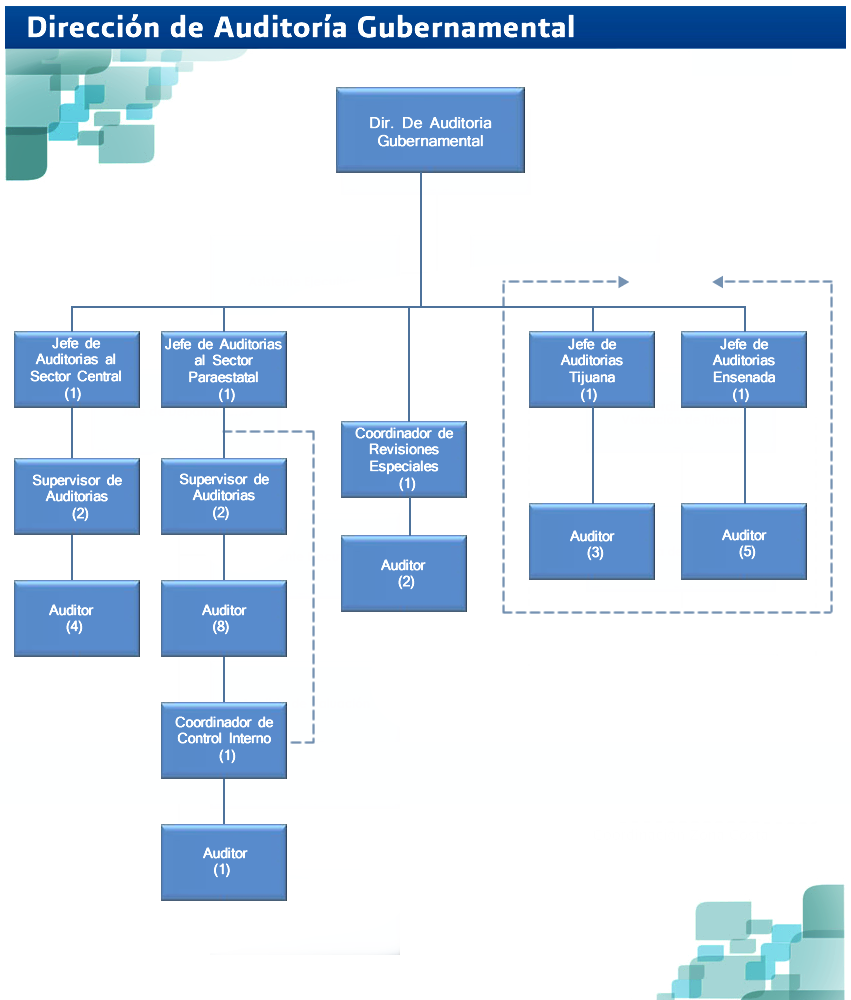 Dirección de Auditoría Gubernamental
Dir. De Auditoria
Gubernamental
Jefe de
Auditorias al
Sector Central
(1)
Supervisor de
Auditorias
(2)
Auditor
(4)
Jefe de Auditorias
al Sector
Paraestatal
(1)
Supervisor de
Auditorias
(2)
Auditor
(8)
Coordinador de
Control Interno
(1)
Auditor
(1)
Coordinador de
Revisiones
Especiales
(1)
Auditor
(2)
Jefe de
Auditorias
Tijuana
(1)
Auditor
(3)
Jefe de
Auditorias
Ensenada
(1)
Auditor
(5)